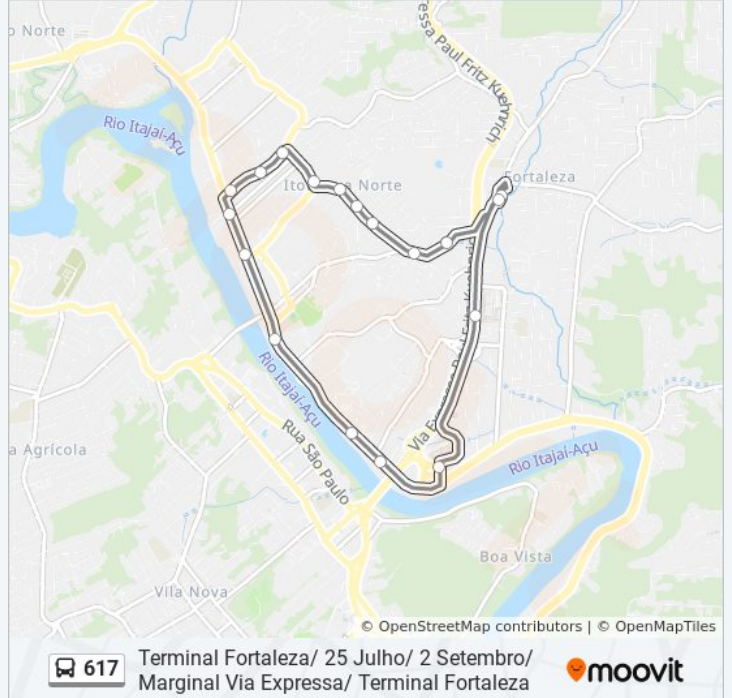 o Norte
essa Paul Fritz Kuehnrich
Rio Itajaí-Açu
Fortaleza
Norte
Rio Itajaí-Açu
Via Expressa
Rua São Paulo
Rio Itajaí-Açu
a Agrícola
Boa Vista
Vila Nova
© OpenStreetMap contributors | © OpenMapTiles
617
Terminal Fortaleza/ 25 Julho/ 2 Setembro/
Marginal Via Expressa/ Terminal Fortaleza
moovit